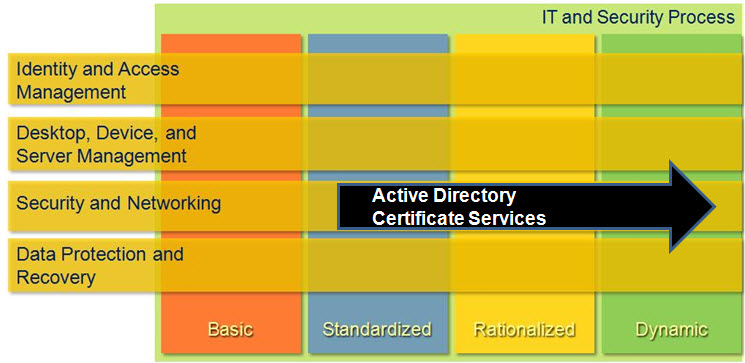 IT and Security Process
Identity and Access
Management
Desktop, Device, and
Server Management
Security and Networking
Active Directory
Certificate Services
Data Protection and
Recovery
Basic
Standardized
Rationalized
Dynamic